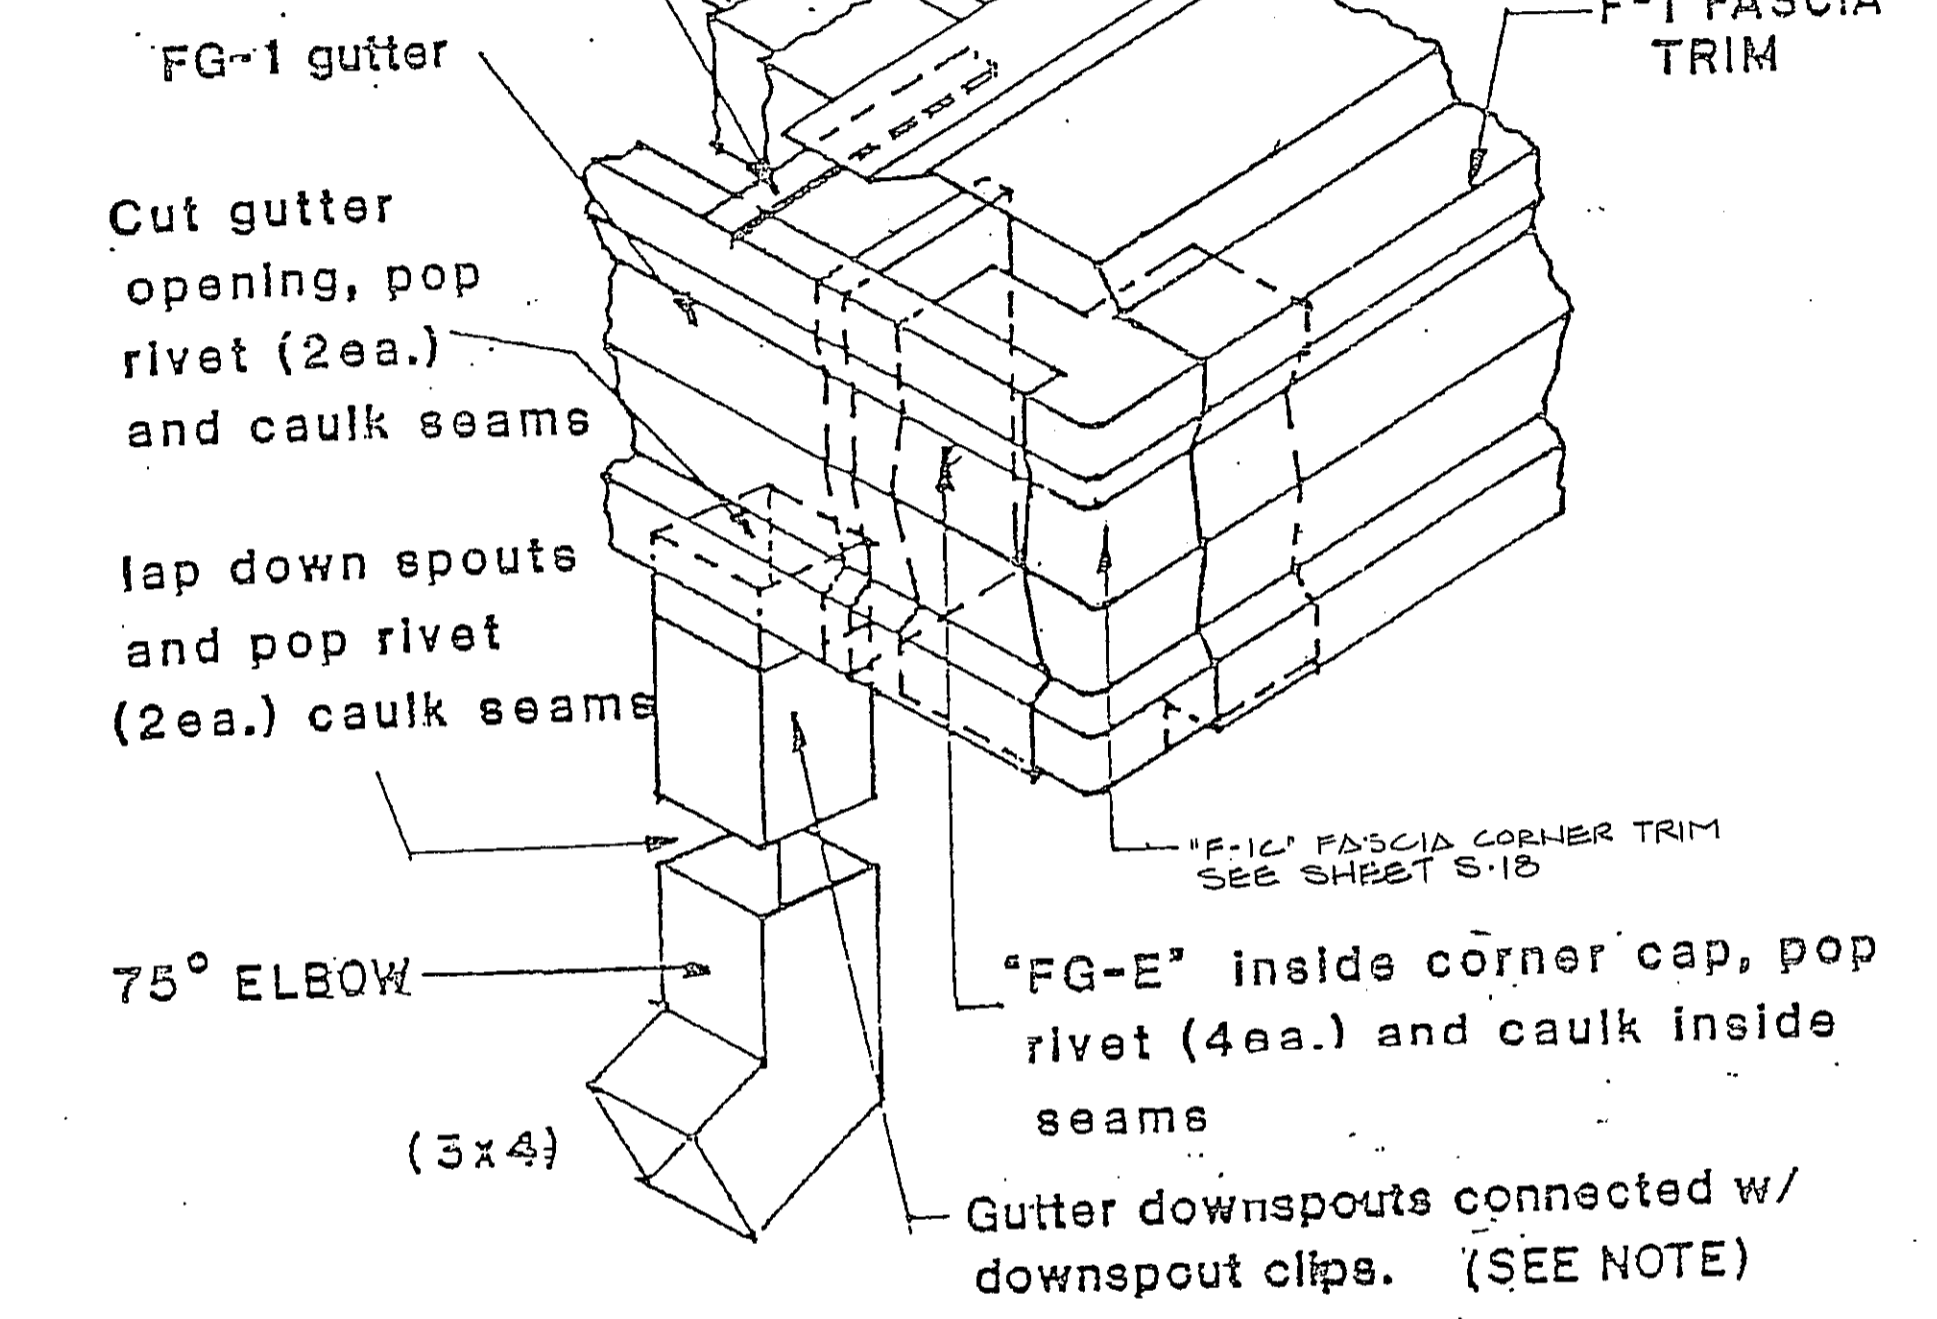 FG-1 gutter
F-1 FASCIA
TRIM
Cut gutter
opening, pop
rivet (2ea.)
and caulk seams
lap down spouts
and pop rivet
(2ea.) caulk seams
"F-1C" FASCIA CORNER TRIM
SEE SHEET S.18
75° ELBOW
"FG-E" inside corner cap, pop
rivet (4ea.) and caulk inside
seams
(3x4)
Gutter downspouts connected w/
downspout clips. (SEE NOTE)